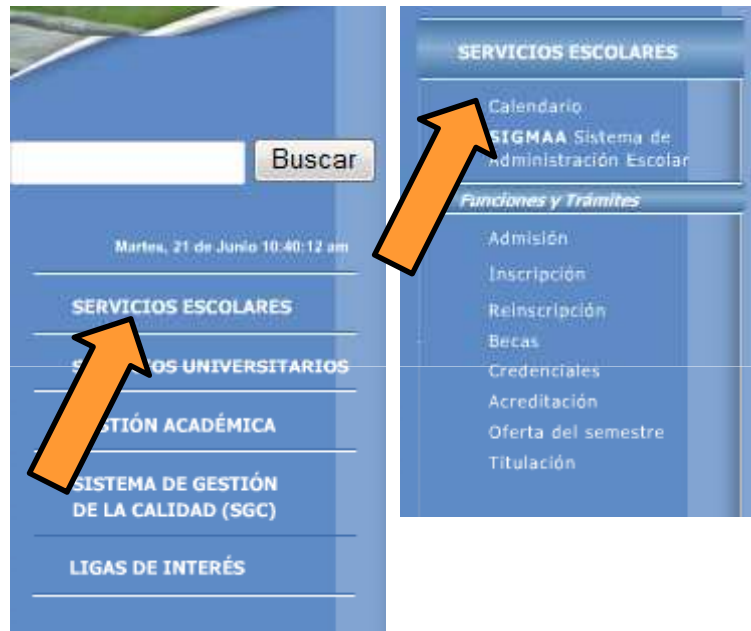 Buscar
Martes, 21 de Junio 10:40:12 am
SERVICIOS ESCOLARES
OS UNIVERSITARIOS
TIÓN ACADÉMICA
SISTEMA DE GESTIÓN
DE LA CALIDAD (SGC)
LIGAS DE INTERÉS
SERVICIOS ESCOLARES
Calendario
SIGMAA Sistema de
Administración Escolar
Funciones y Trámites
Admisión
Inscripción
Reinscripción
Becas
Credenciales
Acreditación
Oferta del semestre
Titulación